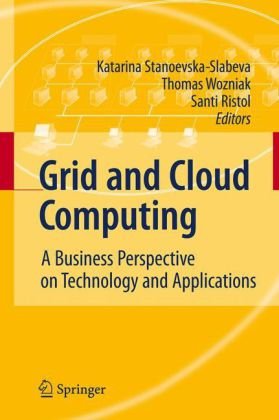 Katarina Stanoevska-Slabeva
Thomas Wozniak
Santi Ristol
Editors
Grid and Cloud
Computing
A Business Perspective
on Technology and Applications
Springer